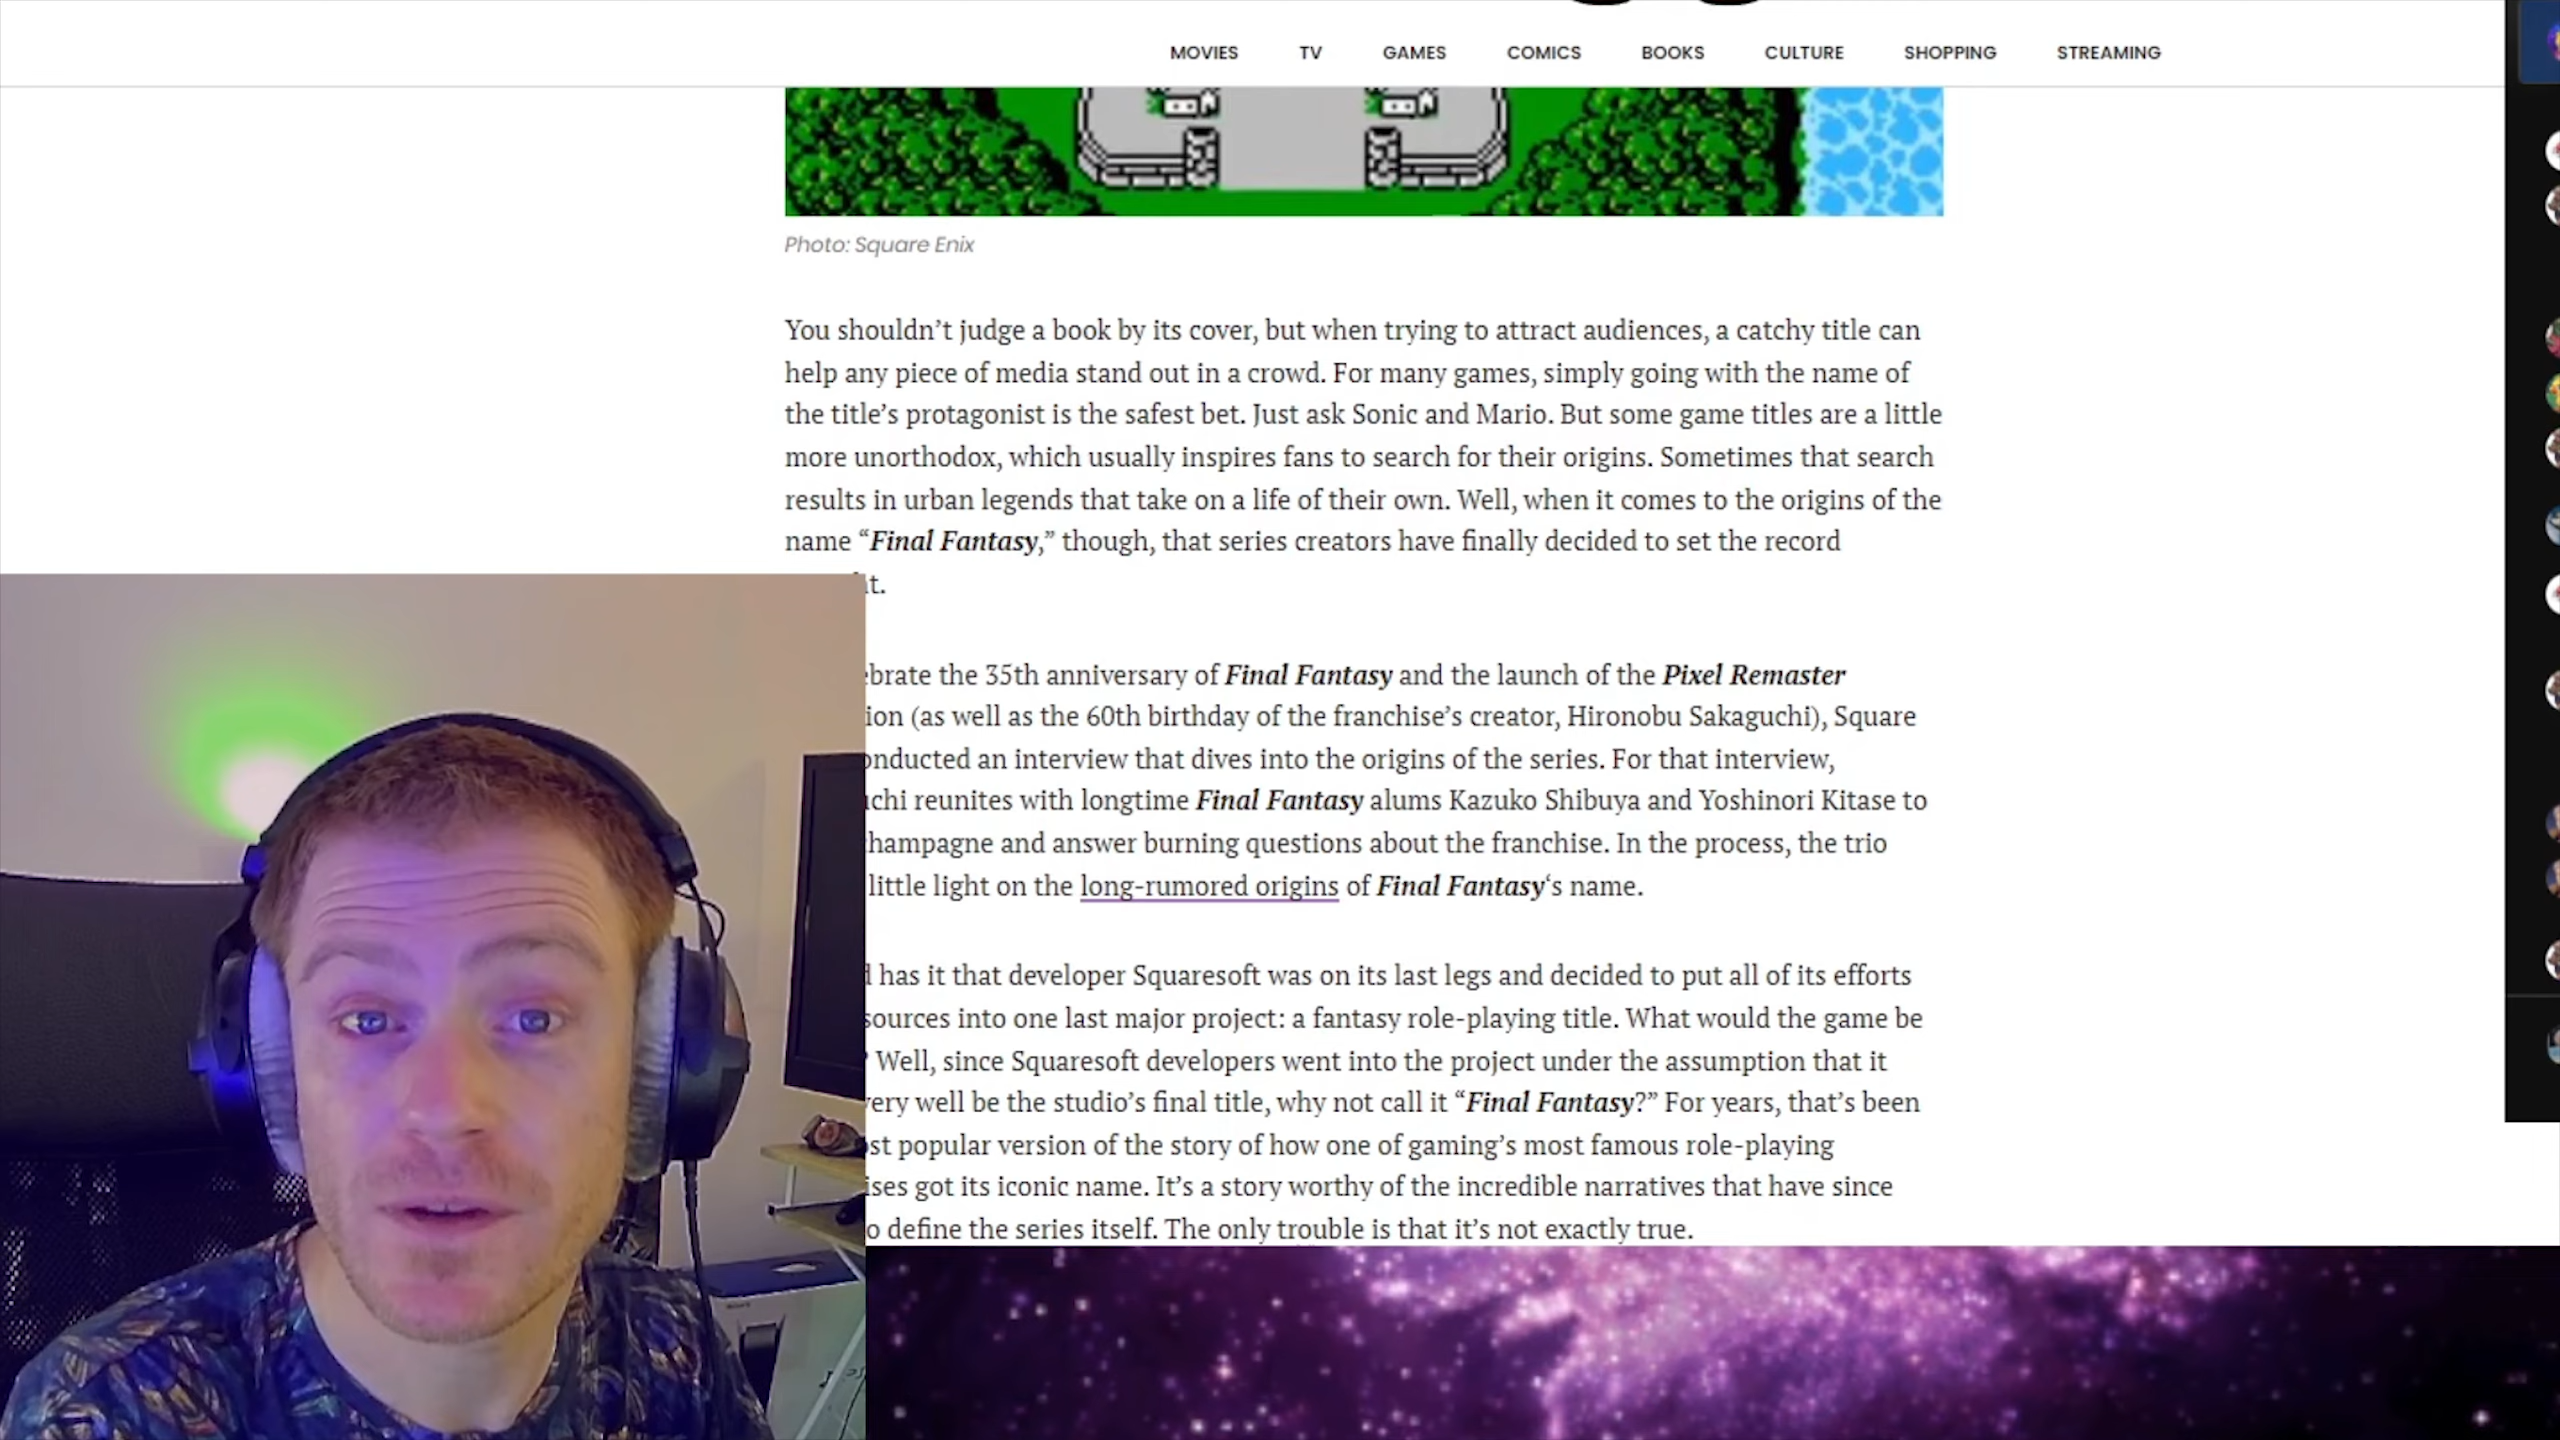 MOVIES TV GAMES COMICS BOOKS CULTURE SHOPPING STREAMING
Photo: Square Enix
You shouldn’t judge a book by its cover, but when trying to attract audiences, a catchy title can
help any piece of media stand out in a crowd. For many games, simply going with the name of
the title’s protagonist is the safest bet. Just ask Sonic and Mario. But some game titles are a little
more unorthodox, which usually inspires fans to search for their origins. Sometimes that search
results in urban legends that take on a life of their own. Well, when it comes to the origins of the
name “Final Fantasy,” though, that series creators have finally decided to set the record
t.
ebrate the 35th anniversary of Final Fantasy and the launch of the Pixel Remaster
ion (as well as the 60th birthday of the franchise’s creator, Hironobu Sakaguchi), Square
onducted an interview that dives into the origins of the series. For that interview,
chi reunites with longtime Final Fantasy alums Kazuko Shibuya and Yoshinori Kitase to
hampagne and answer burning questions about the franchise. In the process, the trio
little light on the long-rumored origins of Final Fantasy‘s name.
has it that developer Squaresoft was on its last legs and decided to put all of its efforts
sources into one last major project: a fantasy role-playing title. What would the game be
Well, since Squaresoft developers went into the project under the assumption that it
very well be the studio’s final title, why not call it “Final Fantasy?” For years, that’s been
st popular version of the story of how one of gaming’s most famous role-playing
ises got its iconic name. It’s a story worthy of the incredible narratives that have since
o define the series itself. The only trouble is that it’s not exactly true.